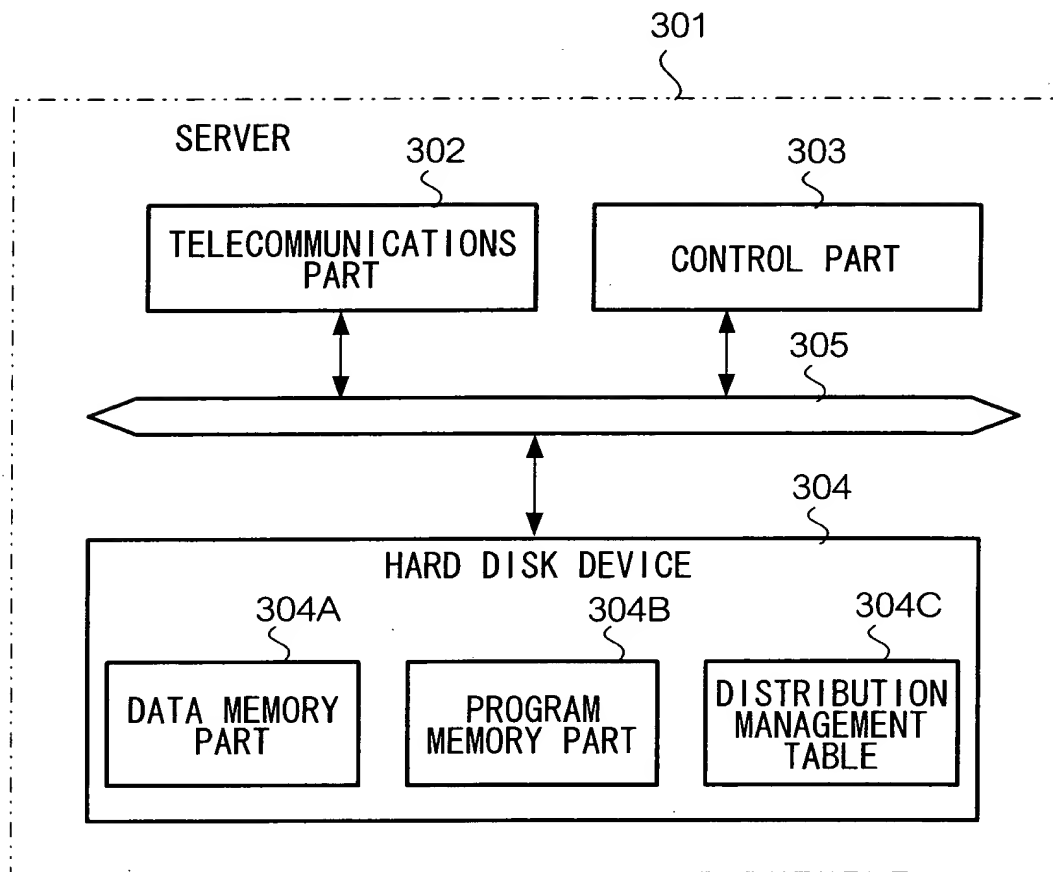 301
SERVER
302
303
TELECOMMUNICATIONS
PART
CONTROL PART
305
304
HARD DISK DEVICE
304A
304B
304C
DATA MEMORY
PART
PROGRAM
MEMORY PART
DISTRIBUTION
MANAGEMENT
TABLE